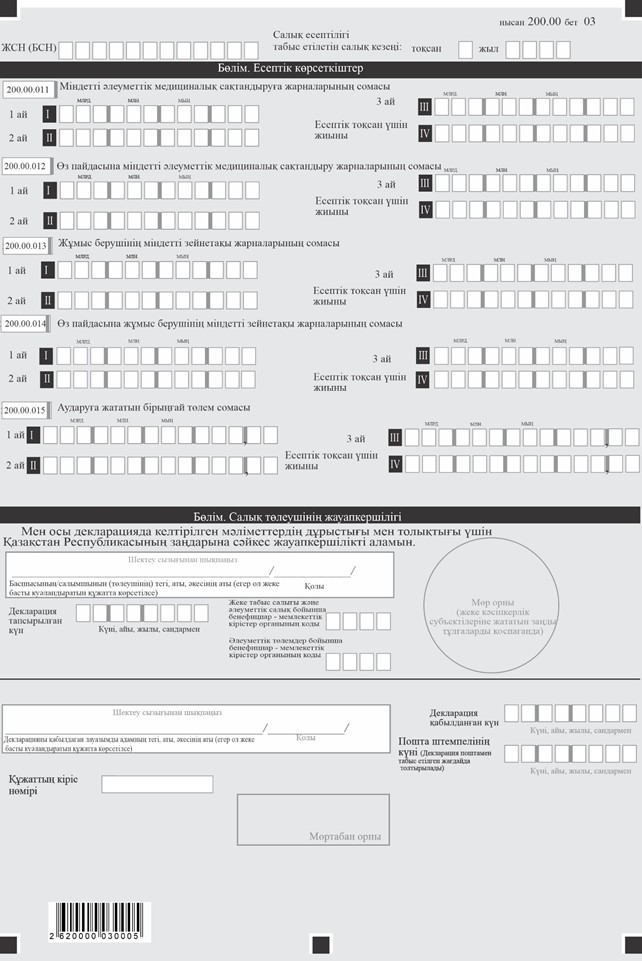 нысан 200.00 бет 03
Салық есептілігі
ЖСН (БСН) табыс етілетін салық кезеңі: тоқсан жыл
Бөлім. Есептік көрсеткіштер
200.00.011 Міндетті әлеуметтік медициналық сақтандыруға жарналарының сомасы
млрд млн мың
млрд млн мың
1 ай I 3 ай III
2 ай II Есептік тоқсан үшін жиыны IV
200.00.012 Өз пайдасына міндетті әлеуметтік медициналық сақтандыру жарналарының сомасы
млрд млн мың
млрд млн мың
1 ай I 3 ай III
2 ай II Есептік тоқсан үшін жиыны IV
200.00.013 Жұмыс берушінің міндетті зейнетақы жарналарының сомасы
млрд млн мың
млрд млн мың
1 ай I 3 ай III
2 ай II Есептік тоқсан үшін жиыны IV
200.00.014 Өз пайдасына жұмыс берушінің міндетті зейнетақы жарналарының сомасы
млрд млн мың
млрд млн мың
1 ай I 3 ай III
2 ай II Есептік тоқсан үшін жиыны IV
200.00.015 Аударуға жататын бірыңғай төлем сомасы
млрд млн мың
млрд млн мың
1 ай I , 3 ай III ,
2 ай II , Есептік тоқсан үшін жиыны IV ,
Бөлім. Салық төлеушінің жауапкершілігі
Мен осы декларацияда келтірілген мәліметтердің дұрыстығы мен толықтығы үшін
Қазақстан Республикасының заңдарына сәйкес жауапкершілікті аламын.
Шектеу сызығынан шықпаңыз
/ /
Басшысының/салымшының (төлеушінің) тегі, аты, әкесінің аты (егер ол жеке
басты куәландыратын құжатта көрсетілсе)
Қолы
Мөр орны
(жеке кәсіпкерлік
субъектілеріне жататын заңды
тұлғаларды қоспағанда)
Декларация
тапсырылған
күн
Күні, айы, жылы, сандармен
Жеке табыс салығы және
әлеуметтік салық бойынша
бенефициар - мемлекеттік
кірістер органының коды
Әлеуметтік төлемдер бойынша
бенефициар - мемлекеттік
кірістер органының коды
Шектеу сызығынан шықпаңыз
/ /
Декларацияны қабылдаған лауазымды адамның тегі, аты, әкесінің аты (егер ол жеке
басты куәландыратын құжатта көрсетілсе)
Қолы
Декларация
қабылданған күн
Күні, айы, жылы, сандармен
Пошта штемпелінің
күні (Декларация поштамен
табыс етілген жағдайда
толтырылады)
Күні, айы, жылы, сандармен
Құжаттың кіріс
нөмірі
Мөртабан орны
2 620000 030005